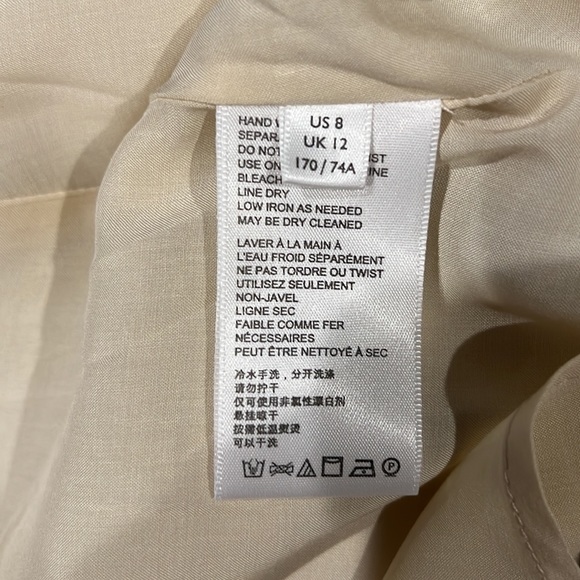 US 8
UK 12
170/74A
HAND
SEPAR
DO NOT
USE ON
BLEACH
LINE DRY
LOW IRON AS NEEDED
MAY BE DRY CLEANED
LAVER À LA MAIN À
L'EAU FROID SÉPARÉMENT
NE PAS TORDRE OU TWIST
UTILISEZ SEULEMENT
NON-JAVEL
LIGNE SEC
FAIBLE COMME FER
NÉCESSAIRES
PEUT ÊTRE NETTOYÉ À SEC
冷水手洗，分开洗涤
请勿拧干
仅可使用非氯性漂白剂
悬挂晾干
按需低温熨烫
可以干洗